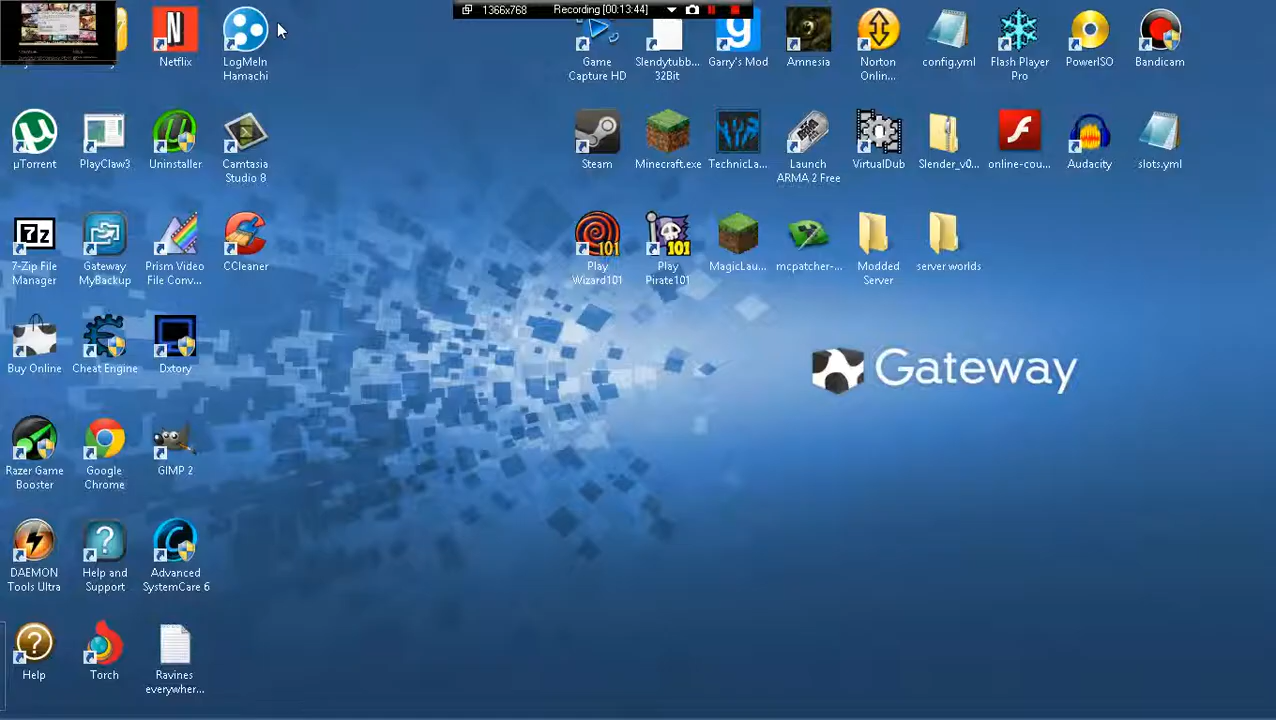 1366x768
Recording [00:13:44]
Netflix
LogMeIn
Hamachi
Game
Capture HD
Slendytubb...
32Bit
Garry's Mod
Amnesia
Norton
Onlin...
config.yml
Flash Player
Pro
PowerISO
Bandicam
µTorrent
PlayClaw3
Uninstaller
Camtasia
Studio 8
Steam
Minecraft.exe
TechnicLa...
Launch
ARMA 2 Free
VirtualDub
Slender_v0...
online-cou...
Audacity
slots.yml
7-Zip File
Manager
Gateway
MyBackup
Prism Video
File Conv...
CCleaner
Play
Wizard101
Play
Pirate101
MagicLau...
mcpatcher-...
Modded
Server
server worlds
Buy Online
Cheat Engine
Dxtory
Gateway
Razer Game
Booster
Google
Chrome
GIMP 2
DAEMON
Tools Ultra
Help and
Support
Advanced
SystemCare 6
Help
Torch
Ravines
everywher...